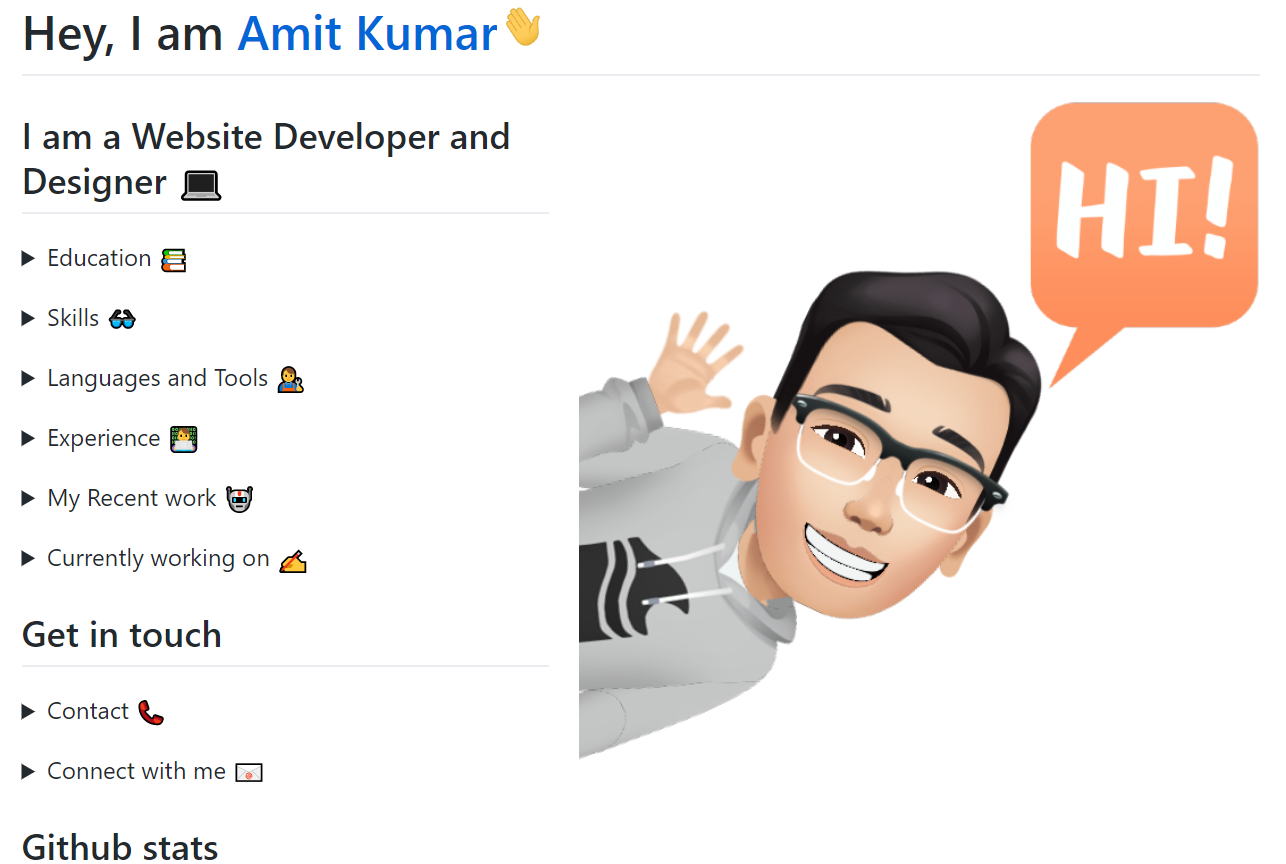 Hey, I am Amit Kumar👋
I am a Website Developer and
Designer 💻
HI!
Education 📚
Skills 👓
Languages and Tools 👨‍🔧
Experience 👨‍💻
My Recent work 🤖
Currently working on ✍
Get in touch
Contact 📞
Connect with me 💌
Github stats